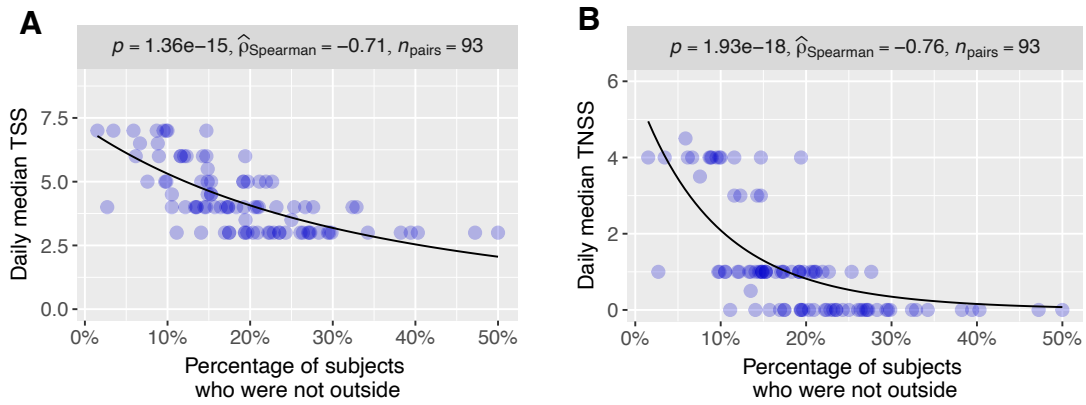 A
p = 1.36e−15, ρ̂Spearman = −0.71, npairs = 93
Daily median TSS
7.5
5.0
2.5
0.0
0%
10%
20%
30%
40%
50%
Percentage of subjects
who were not outside
B
p = 1.93e−18, ρ̂Spearman = −0.76, npairs = 93
Daily median TNSS
6
4
2
0
0%
10%
20%
30%
40%
50%
Percentage of subjects
who were not outside